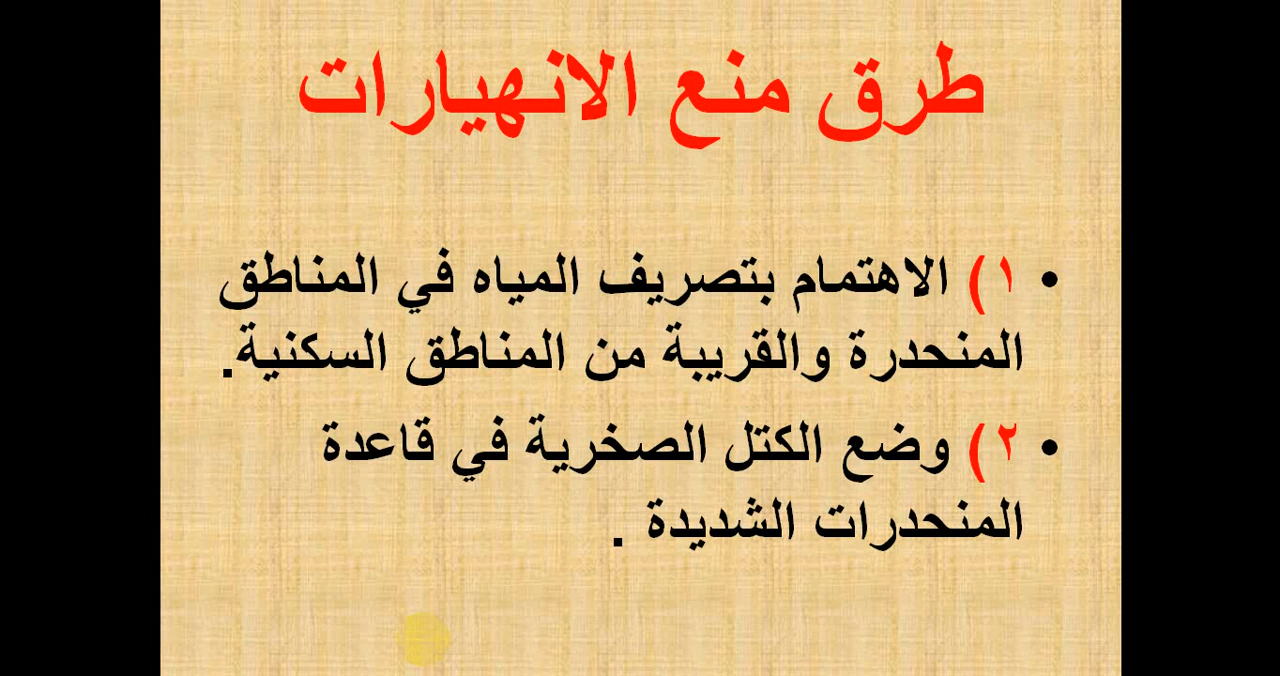 طرق منع الانهيارات
• ١) الاهتمام بتصريف المياه في المناطق
المنحدرة والقريبة من المناطق السكنية.
• ٢) وضع الكتل الصخرية في قاعدة
المنحدرات الشديدة .